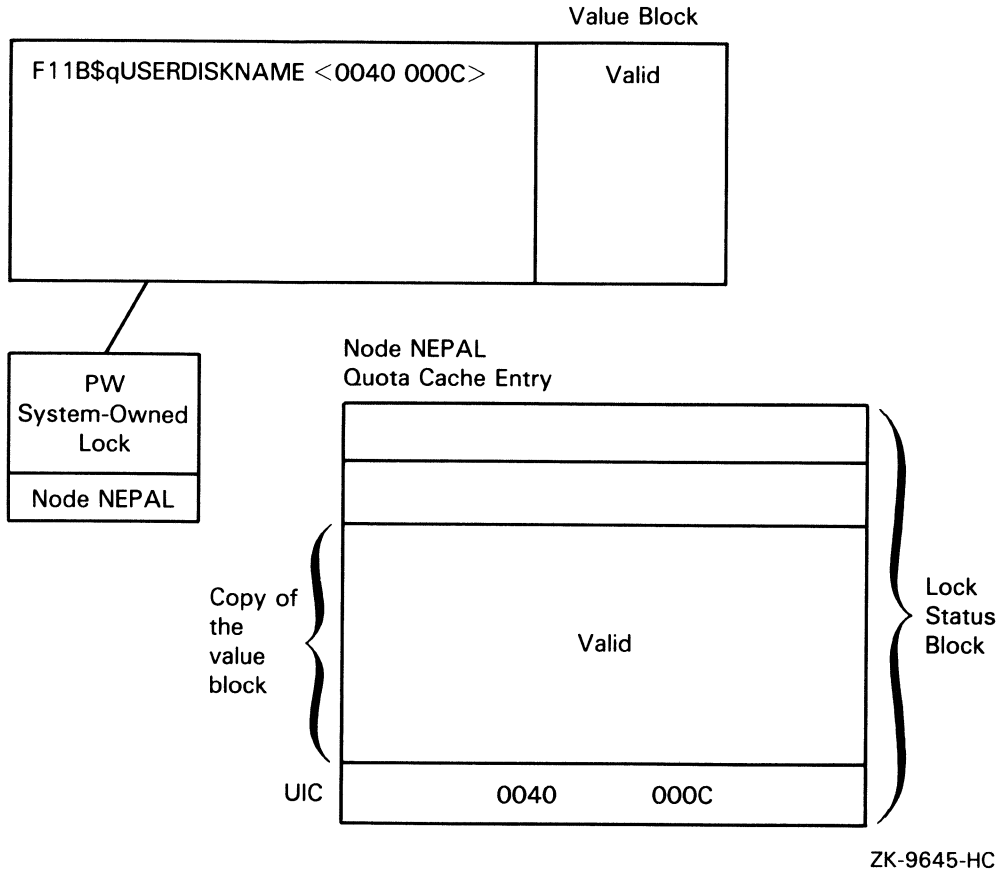 Value Block
F11B$qUSERDISKNAME <0040 000C>
Valid
PW
System-Owned
Lock
Node NEPAL
Node NEPAL
Quota Cache Entry
Copy of
the
value
block
Valid
Lock
Status
Block
UIC
0040 000C
ZK-9645-HC